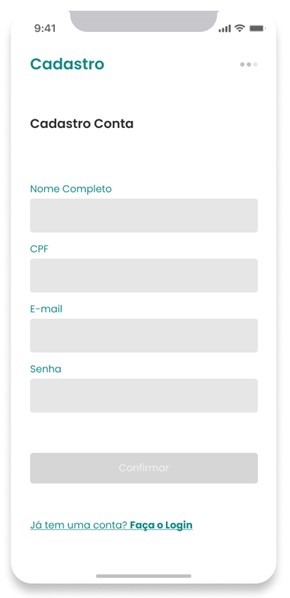 9:41
Cadastro
Cadastro Conta
Nome Completo
CPF
E-mail
Senha
Confirmar
Já tem uma conta? Faça o Login